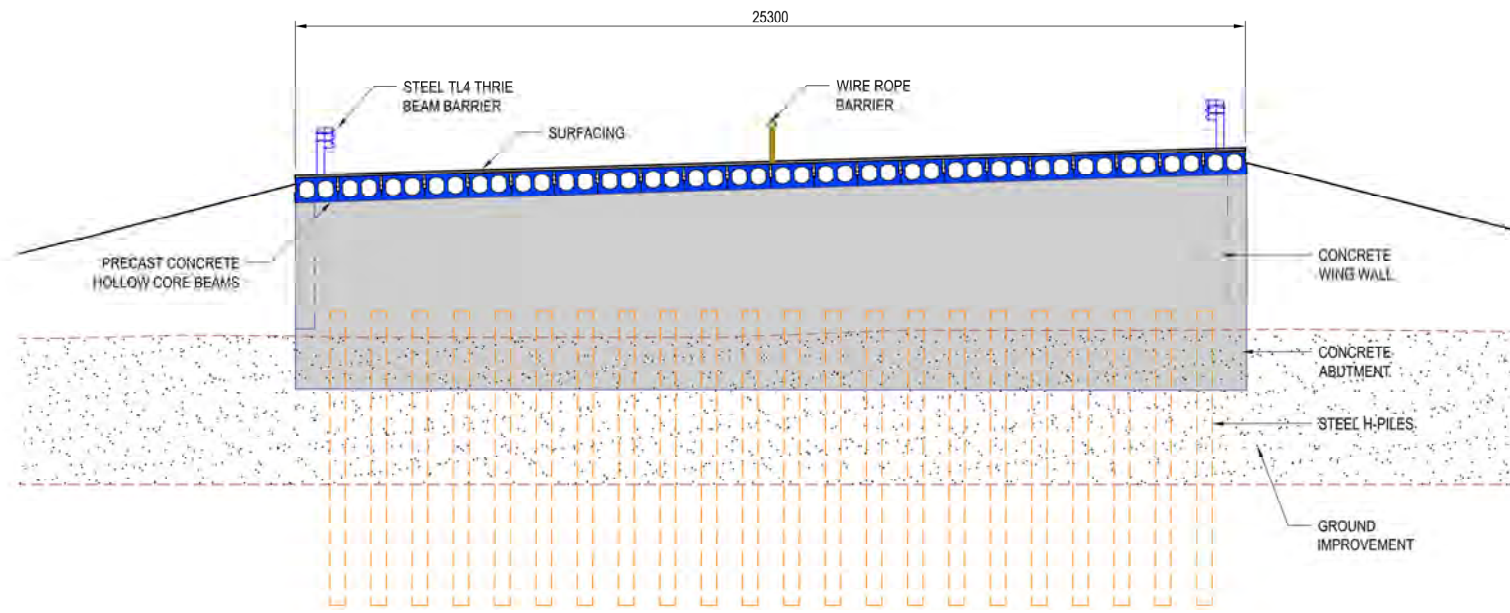 25300
STEEL TL4 THRIE
BEAM BARRIER
WIRE ROPE
BARRIER
SURFACING
PRECAST CONCRETE
HOLLOW CORE BEAMS
CONCRETE
WING WALL
CONCRETE
ABUTMENT
STEEL H-PILES
GROUND
IMPROVEMENT